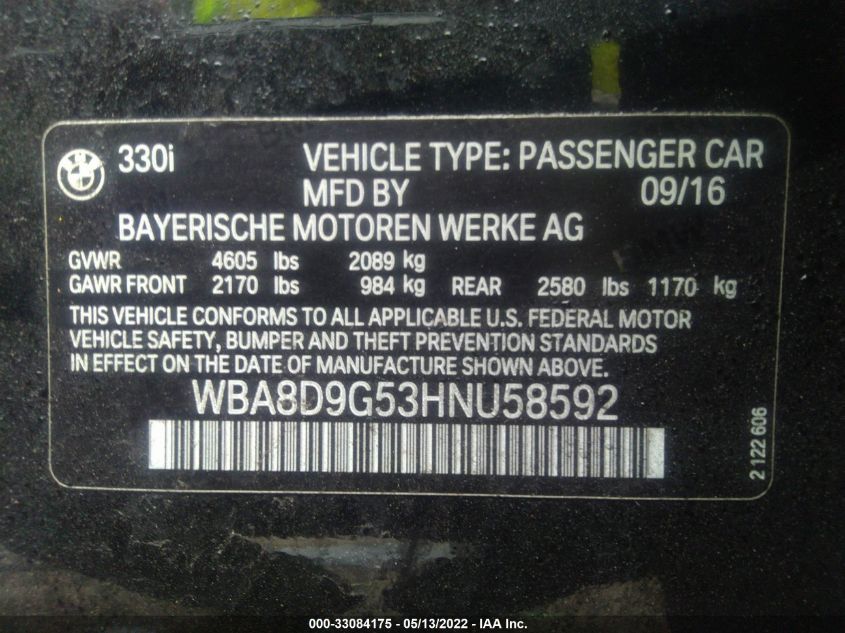 330i VEHICLE TYPE: PASSENGER CAR
MFD BY 09/16
BAYERISCHE MOTOREN WERKE AG
GVWR 4605 lbs 2089 kg
GAWR FRONT 2170 lbs 984 kg REAR 2580 lbs 1170 kg
THIS VEHICLE CONFORMS TO ALL APPLICABLE U.S. FEDERAL MOTOR
VEHICLE SAFETY, BUMPER AND THEFT PREVENTION STANDARDS
IN EFFECT ON THE DATE OF MANUFACTURE SHOWN ABOVE.
WBA8D9G53HNU58592
2 122 606
000-33084175 - 05/13/2022 - IAA Inc.